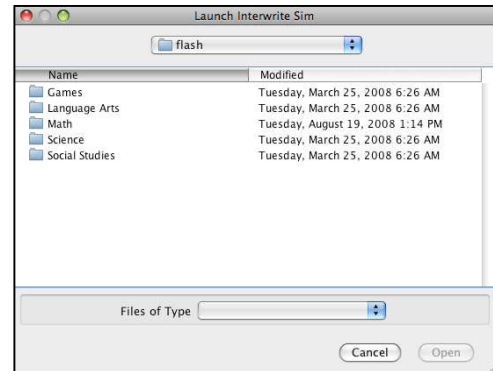 Launch Interwrite Sim
flash
Name Modified
Games Tuesday, March 25, 2008 6:26 AM
Language Arts Tuesday, March 25, 2008 6:26 AM
Math Tuesday, August 19, 2008 1:14 PM
Science Tuesday, March 25, 2008 6:26 AM
Social Studies Tuesday, March 25, 2008 6:26 AM
Files of Type
Cancel Open